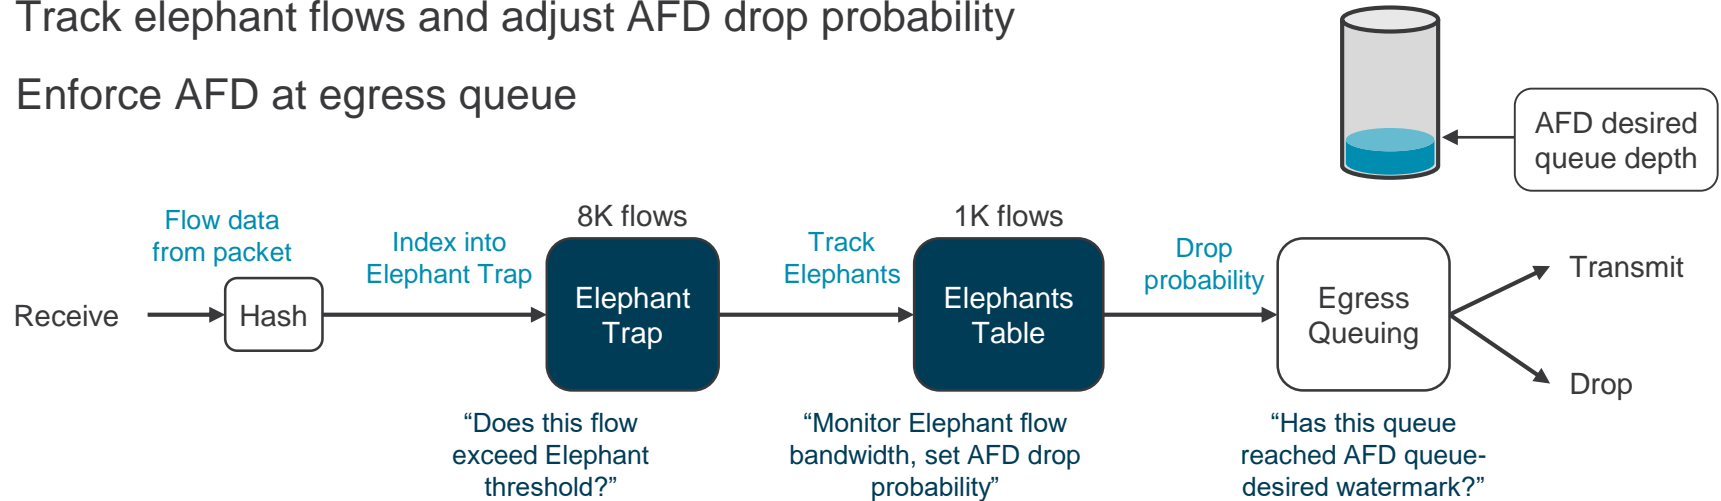 Track elephant flows and adjust AFD drop probability
Enforce AFD at egress queue
AFD desired
queue depth
Receive
Flow data
from packet
Hash
Index into
Elephant Trap
8K flows
Elephant
Trap
“Does this flow
exceed Elephant
threshold?”
Track
Elephants
1K flows
Elephants
Table
“Monitor Elephant flow
bandwidth, set AFD drop
probability”
Drop
probability
Egress
Queuing
“Has this queue
reached AFD queue-
desired watermark?”
Transmit
Drop